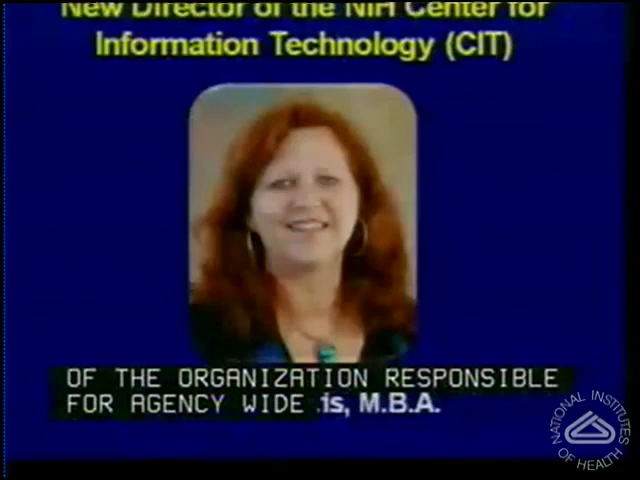 New Director of the NIH Center for
Information Technology (CIT)
OF THE ORGANIZATION RESPONSIBLE
FOR AGENCY WIDE is, M.B.A.
NATIONAL INSTITUTES
OF HEALTH